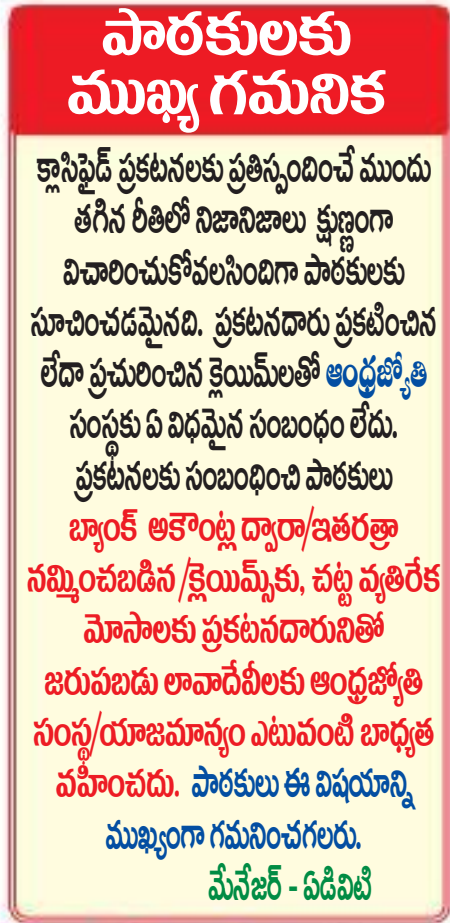 పాఠకులకు
ముఖ్య గమనిక
క్లాసిఫైడ్ ప్రకటనలకు ప్రతిస్పందించే ముందు
తగిన రీతిలో నిజానిజాలు క్షుణ్ణంగా
విచారించుకోవలసిందిగా పాఠకులకు
సూచించడమైనది. ప్రకటనదారు ప్రకటించిన
లేదా ప్రచురించిన క్లెయిమ్‌లతో ఆంధ్రజ్యోతి
సంస్థకు ఏ విధమైన సంబంధం లేదు.
ప్రకటనలకు సంబంధించి పాఠకులు
బ్యాంక్ అకౌంట్ల ద్వారా/ఇతరత్రా
నమ్మించబడిన/క్లెయిమ్స్‌కు, చట్ట వ్యతిరేక
మోసాలకు ప్రకటనదారునితో
జరుపబడు లావాదేవీలకు ఆంధ్రజ్యోతి
సంస్థ/యాజమాన్యం ఎటువంటి బాధ్యత
వహించదు. పాఠకులు ఈ విషయాన్ని
ముఖ్యంగా గమనించగలరు.
మేనేజర్ - ఏడివిటి